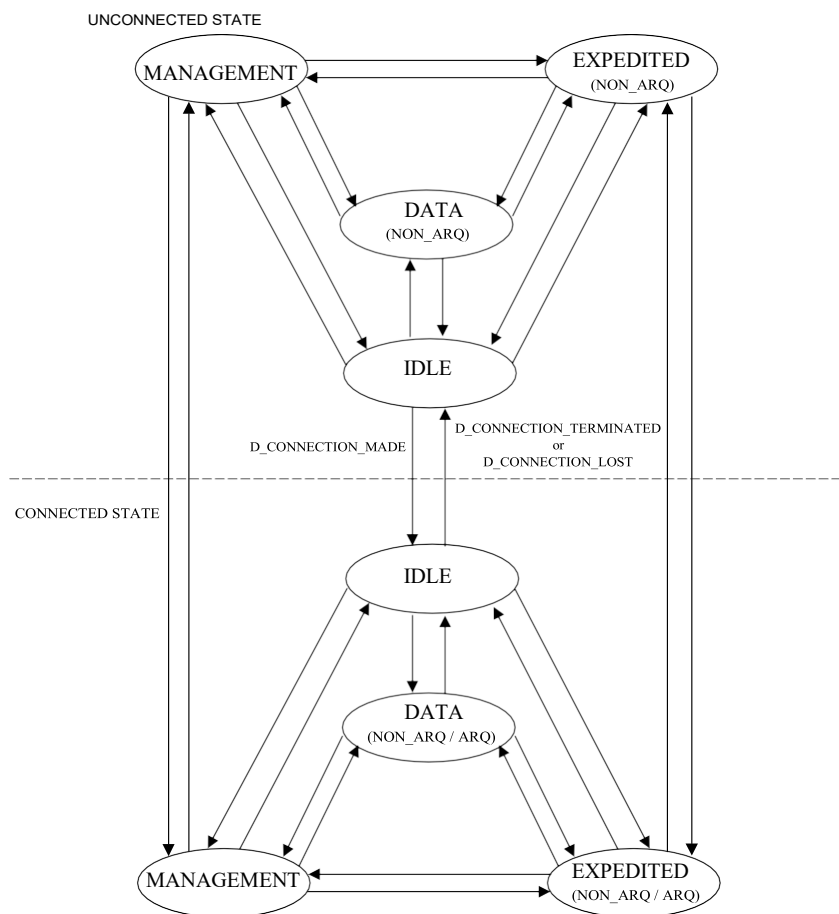 UNCONNECTED STATE
MANAGEMENT
EXPEDITED
(NON_ARQ)
DATA
(NON_ARQ)
IDLE
D_CONNECTION_MADE
D_CONNECTION_TERMINATED
or
D_CONNECTION_LOST
CONNECTED STATE
IDLE
DATA
(NON_ARQ / ARQ)
MANAGEMENT
EXPEDITED
(NON_ARQ / ARQ)